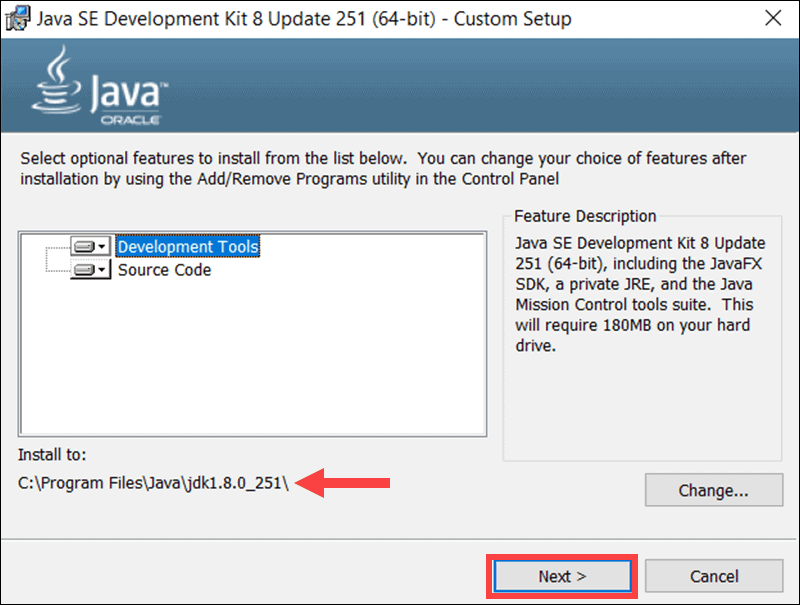 Java SE Development Kit 8 Update 251 (64-bit) - Custom Setup
Java™
ORACLE
Select optional features to install from the list below.  You can change your choice of features after
installation by using the Add/Remove Programs utility in the Control Panel
Development Tools
Source Code
Feature Description
Java SE Development Kit 8 Update
251 (64-bit), including the JavaFX
SDK, a private JRE, and the Java
Mission Control tools suite.  This
will require 180MB on your hard
drive.
Install to:
C:\Program Files\Java\jdk1.8.0_251\
Change...
Next >
Cancel